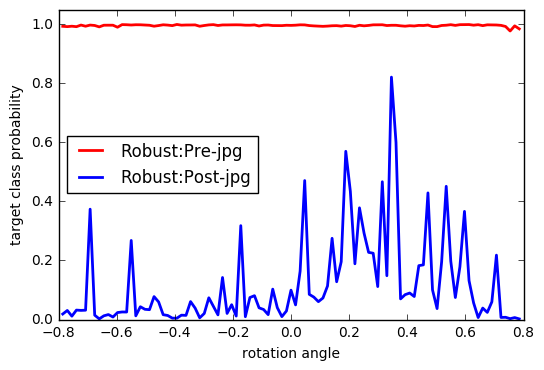 1.0
0.8
0.6
0.4
0.2
0.0
target class probability
Robust:Pre-jpg
Robust:Post-jpg
−0.8 −0.6 −0.4 −0.2 0.0 0.2 0.4 0.6 0.8
rotation angle